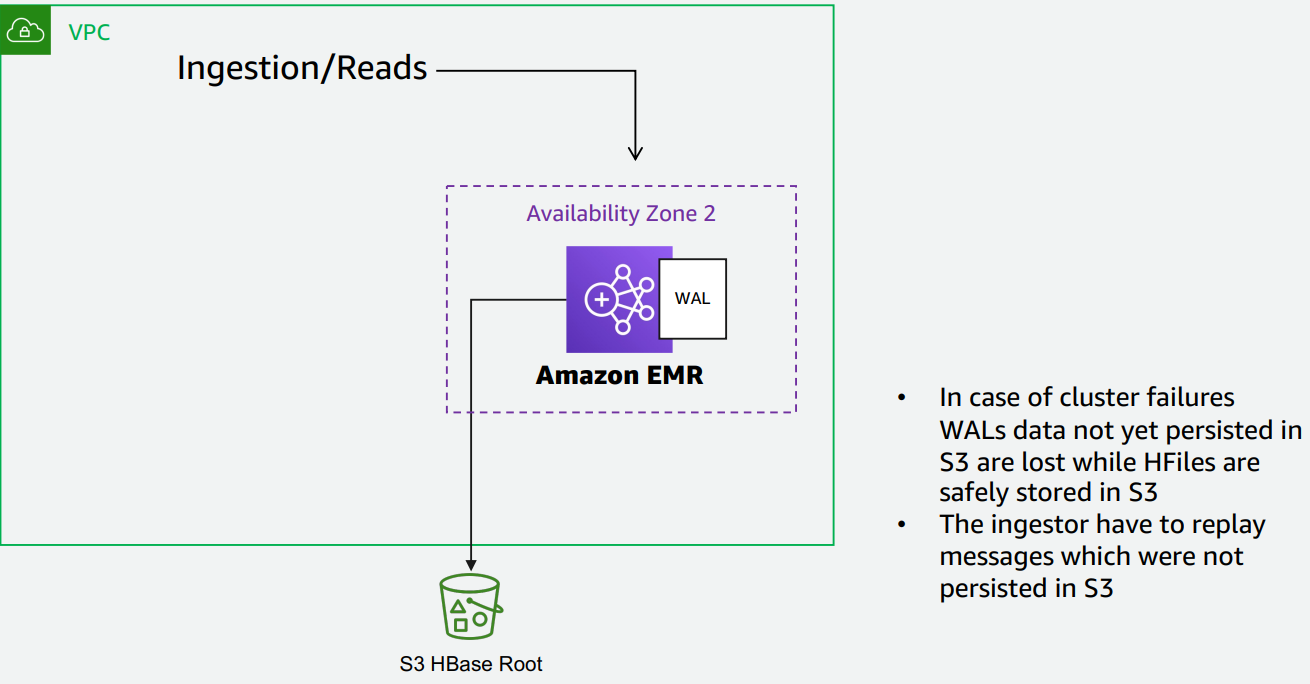 VPC
Ingestion/Reads
Availability Zone 2
WAL
Amazon EMR
• In case of cluster failures
WALs data not yet persisted in
S3 are lost while HFiles are
safely stored in S3
• The ingestor have to replay
messages which were not
persisted in S3
S3 HBase Root